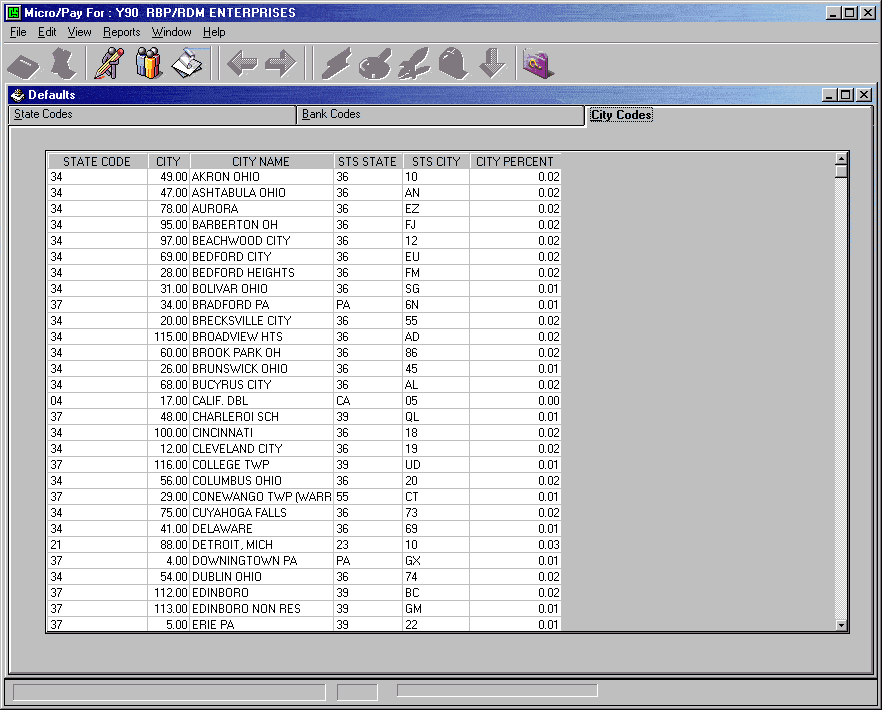 Micro/Pay For : Y90 RBP/RDM ENTERPRISES
File Edit View Reports Window Help
Defaults
State Codes Bank Codes City Codes
STATE CODE CITY CITY NAME STS STATE STS CITY CITY PERCENT
34 49.00 AKRON OHIO 36 10 0.02
34 47.00 ASHTABULA OHIO 36 AN 0.02
34 78.00 AURORA 36 EZ 0.02
34 95.00 BARBERTON OH 36 FJ 0.02
34 97.00 BEACHWOOD CITY 36 12 0.02
34 69.00 BEDFORD CITY 36 EU 0.02
34 28.00 BEDFORD HEIGHTS 36 FM 0.02
34 31.00 BOLIVAR OHIO 36 SG 0.01
37 34.00 BRADFORD PA PA 6N 0.01
34 20.00 BRECKSVILLE CITY 36 55 0.02
34 115.00 BROADVIEW HTS 36 AD 0.02
34 60.00 BROOK PARK OH 36 86 0.02
34 26.00 BRUNSWICK OHIO 36 45 0.01
34 68.00 BUCYRUS CITY 36 AL 0.02
04 17.00 CALIF. DBL CA 05 0.00
37 48.00 CHARLEROI SCH 39 QL 0.01
34 100.00 CINCINNATI 36 18 0.02
34 12.00 CLEVELAND CITY 36 19 0.02
37 116.00 COLLEGE TWP 39 UD 0.01
34 56.00 COLUMBUS OHIO 36 20 0.02
37 29.00 CONEWANGO TWP (WARR 55 CT 0.01
34 75.00 CUYAHOGA FALLS 36 73 0.02
34 41.00 DELAWARE 36 69 0.01
21 88.00 DETROIT, MICH 23 10 0.03
37 4.00 DOWNINGTOWN PA PA GX 0.01
34 54.00 DUBLIN OHIO 36 74 0.02
37 112.00 EDINBORO 39 BC 0.02
37 113.00 EDINBORO NON RES 39 GM 0.01
37 5.00 ERIE PA 39 22 0.01